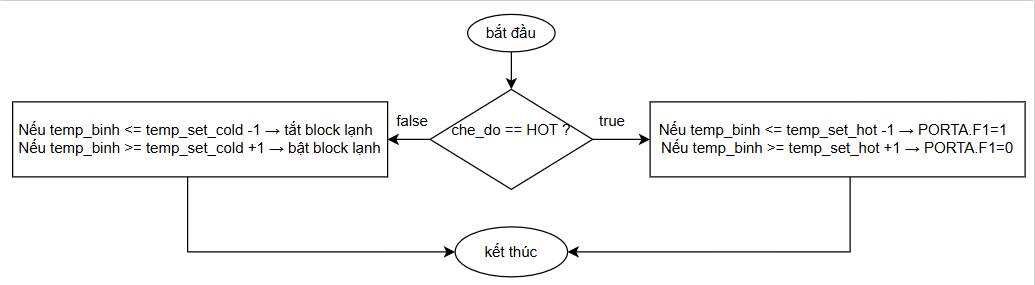 bắt đầu
false
che_do == HOT ?
true
Nếu temp_binh <= temp_set_cold -1 → tắt block lạnh
Nếu temp_binh >= temp_set_cold +1 → bật block lạnh
Nếu temp_binh <= temp_set_hot -1 → PORTA.F1=1
Nếu temp_binh >= temp_set_hot +1 → PORTA.F1=0
kết thúc